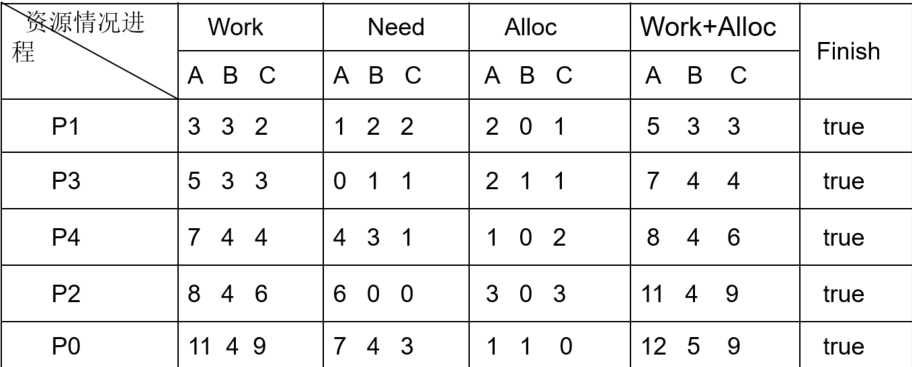 资源情况进程 Work Need Alloc Work+Alloc Finish
A B C A B C A B C A B C
P1 3 3 2 1 2 2 2 0 1 5 3 3 true
P3 5 3 3 0 1 1 2 1 1 7 4 4 true
P4 7 4 4 4 3 1 1 0 2 8 4 6 true
P2 8 4 6 6 0 0 3 0 3 11 4 9 true
P0 11 4 9 7 4 3 1 1 0 12 5 9 true